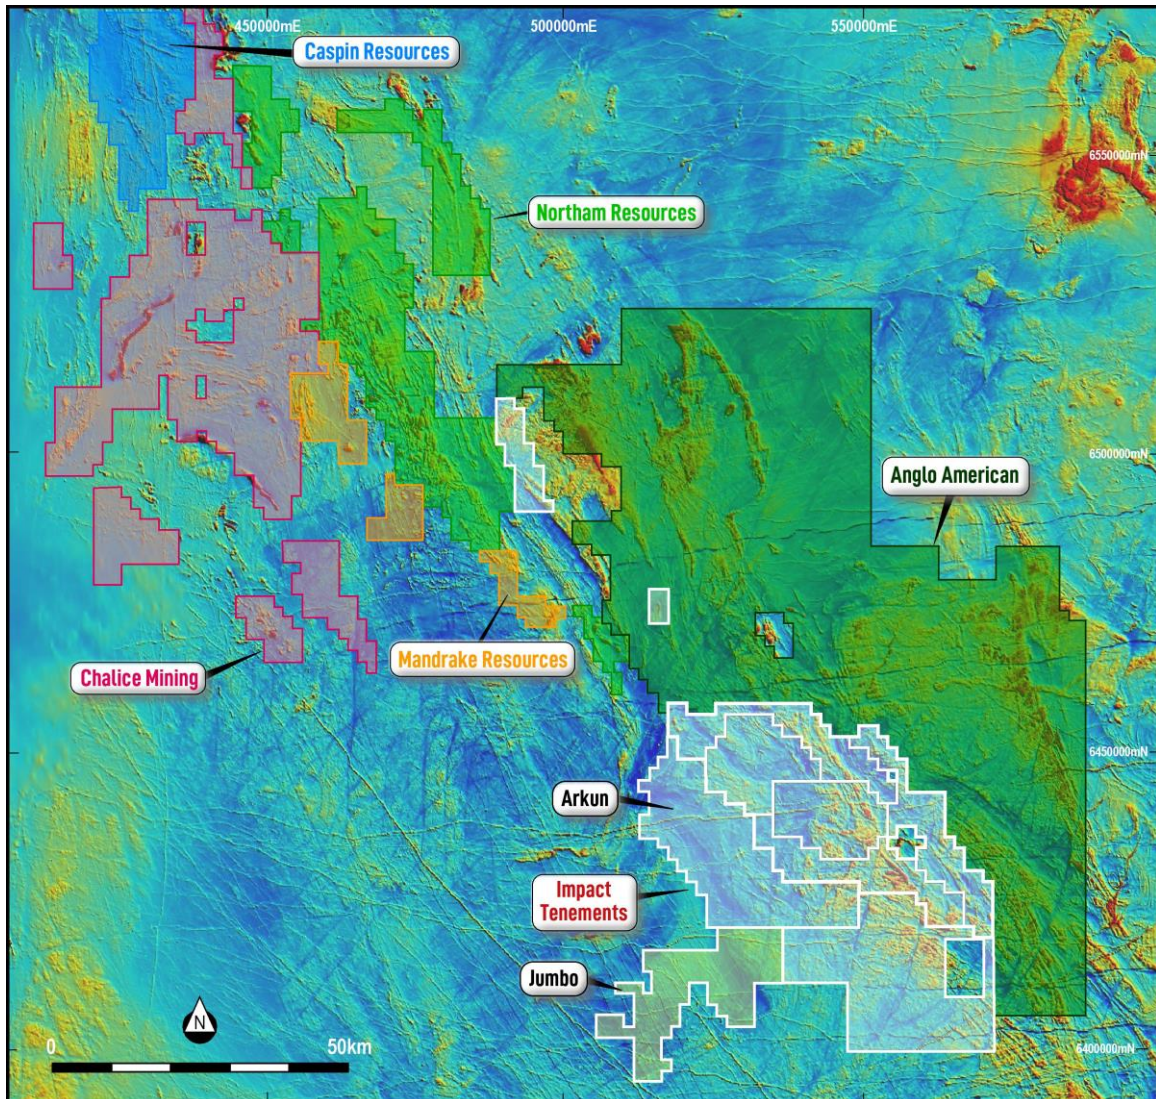 450000mE
500000mE
550000mE
Caspin Resources
6550000mN
Northam Resources
6500000mN
Anglo American
Mandrake Resources
Chalice Mining
6450000mN
Arkun
Impact
Tenements
Jumbo
N
0
50km
6400000mN